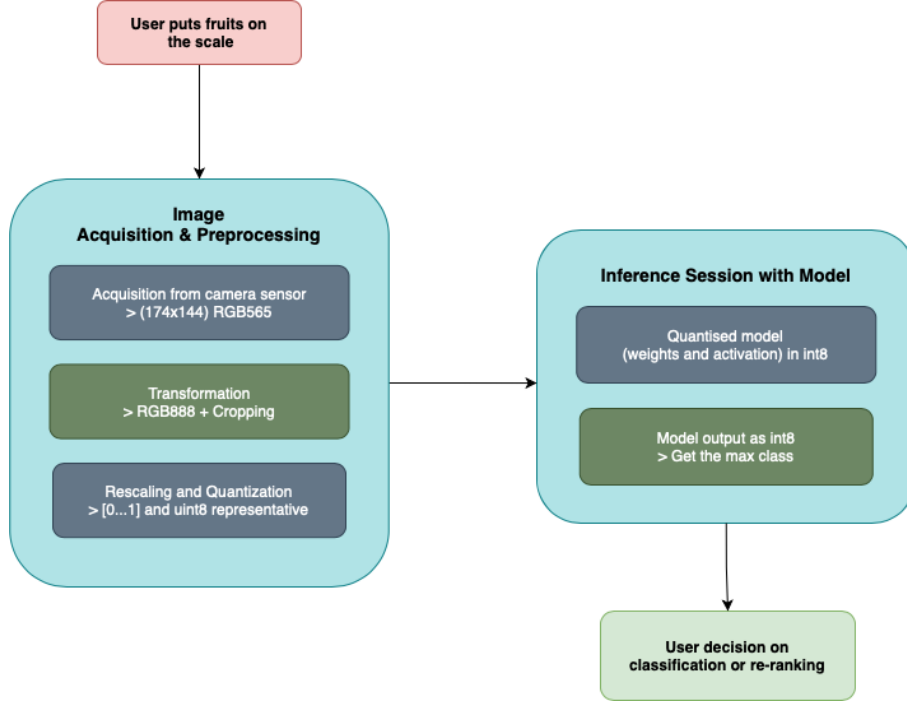 User puts fruits on
the scale
Image
Acquisition & Preprocessing
Acquisition from camera sensor
> (174x144) RGB565
Transformation
> RGB888 + Cropping
Rescaling and Quantization
> [0...1] and uint8 representative
Inference Session with Model
Quantised model
(weights and activation) in int8
Model output as int8
> Get the max class
User decision on
classification or re-ranking